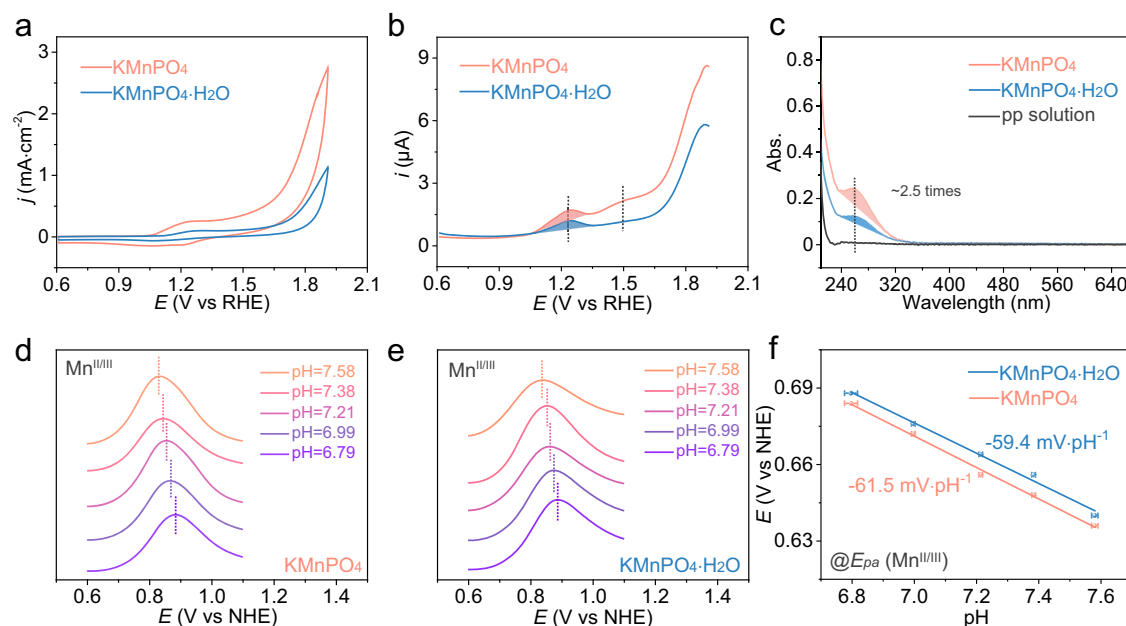 a
3
2
1
0
j (mA·cm-2)
KMnPO4
KMnPO4·H2O
0.6 0.9 1.2 1.5 1.8 2.1
E (V vs RHE)
b
9
6
3
0
i (μA)
KMnPO4
KMnPO4·H2O
0.6 0.9 1.2 1.5 1.8 2.1
E (V vs RHE)
c
0.8
0.6
0.4
0.2
0
Abs.
KMnPO4
KMnPO4·H2O
pp solution
~2.5 times
240 320 400 480 560 640
Wavelength (nm)
d
MnII/III
pH=7.58
pH=7.38
pH=7.21
pH=6.99
pH=6.79
KMnPO4
0.6 0.8 1.0 1.2 1.4
E (V vs NHE)
e
MnII/III
pH=7.58
pH=7.38
pH=7.21
pH=6.99
pH=6.79
KMnPO4·H2O
0.6 0.8 1.0 1.2 1.4
E (V vs NHE)
f
0.69
0.66
0.63
E (V vs NHE)
KMnPO4·H2O
KMnPO4
-59.4 mV·pH-1
-61.5 mV·pH-1
@Epa (MnII/III)
6.8 7.0 7.2 7.4 7.6
pH